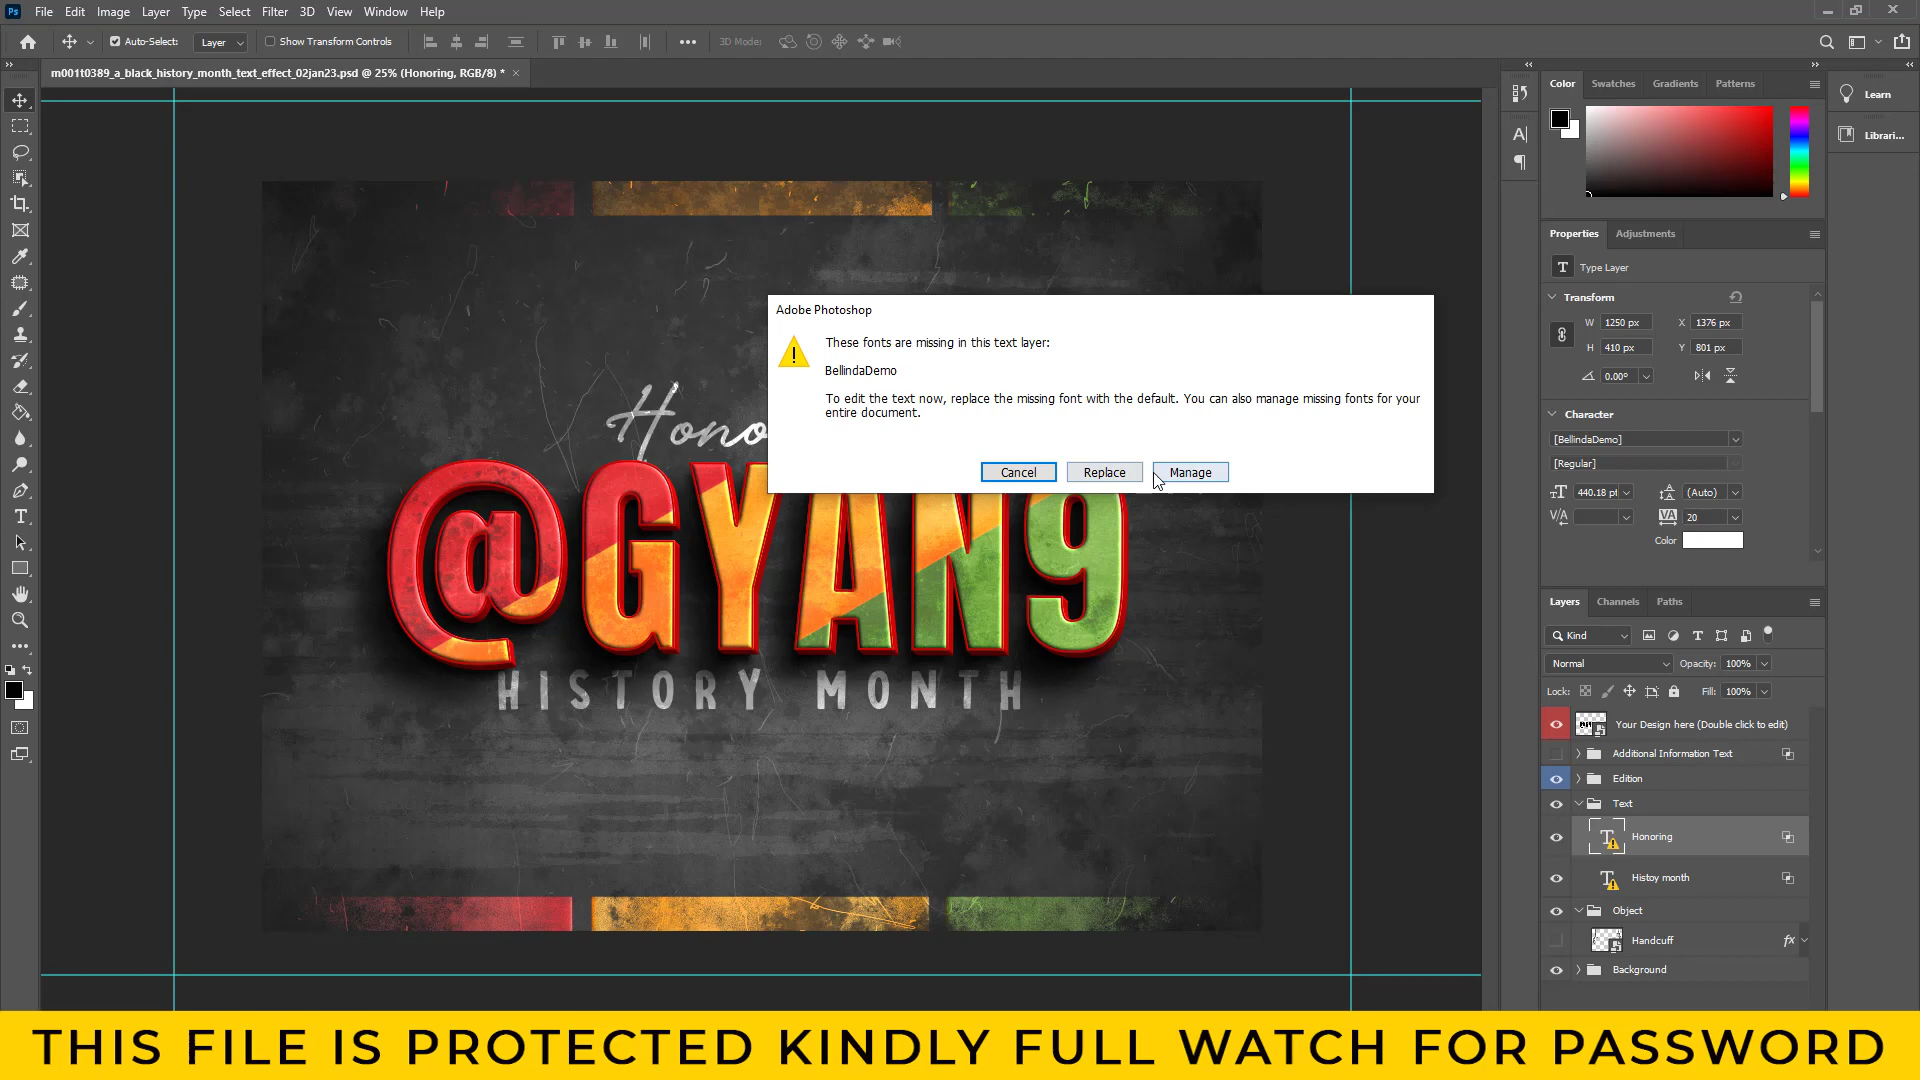 Ps File Edit Image Layer Type Select Filter 3D View Window Help
Auto-Select: Layer Show Transform Controls 3D Mode:
m001t0389_a_black_history_month_text_effect_02jan23.psd @ 25% (Honoring, RGB/8) *
Color Swatches Gradients Patterns
Learn
Librari...
Properties Adjustments
T Type Layer
Transform
W 1250 px X 1376 px
H 410 px Y 801 px
0.00°
Character
[BellindaDemo]
[Regular]
440.18 pt (Auto)
VA 20
Color
Adobe Photoshop
These fonts are missing in this text layer:
BellindaDemo
To edit the text now, replace the missing font with the default. You can also manage missing fonts for your
entire document.
Cancel Replace Manage
Hono
@GYAN9
HISTORY MONTH
Layers Channels Paths
Kind
Normal Opacity: 100%
Lock: Fill: 100%
Your Design here (Double click to edit)
Additional Information Text
Edition
Text
Honoring
Histoy month
Object
Handcuff fx
Background
THIS FILE IS PROTECTED KINDLY FULL WATCH FOR PASSWORD